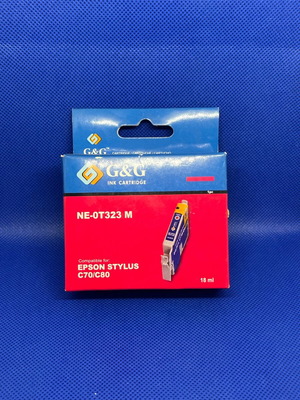 G&G
G&G
INK CARTRIDGE
NE-0T323 M
Compatible for
EPSON STYLUS
C70/C80
18 ml